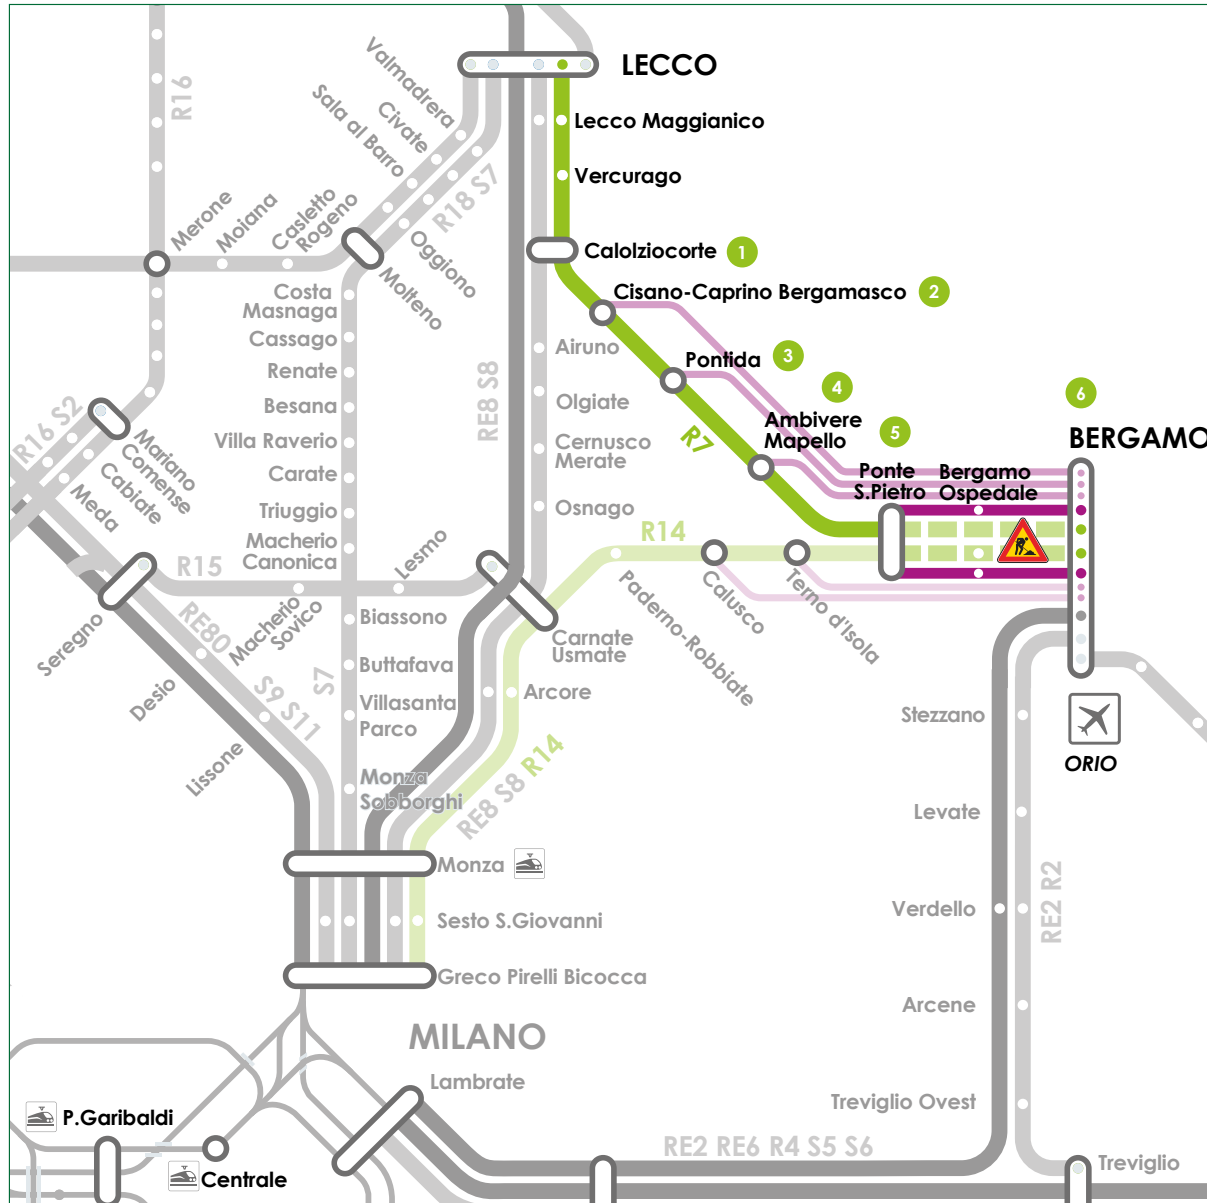 LECCO
Valmadrera
Civate
Sala al Barro
R16
R18 S7
Lecco Maggianico
Vercurago
Merone
Moiana
Casletto
Rogeno
Oggiono
Molteno
Calolziocorte 1
Cisano-Caprino Bergamasco 2
Costa
Masnaga
Cassago
Renate
Besana
Villa Raverio
Carate
Triuggio
Macherio
Canonica
RE8 S8
Airuno
Olgiate
Cernusco
Merate
Osnago
Pontida 3
4
Ambivere
Mapello 5
R7
6
BERGAMO
Ponte
S.Pietro
Bergamo
Ospedale
R16 S2
Mariano
Comense
Cabiate
Meda
R14
R15
Lesmo
Macherio
Sovico
Seregno
RE80
Desio
S9 S11
Lissone
S7
Biassono
Buttafava
Villasanta
Parco
Monza
Sobborghi
Carnate
Usmate
Arcore
Paderno-Robbiate
Calusco
Terno d'Isola
RE8 S8 R14
Stezzano
ORIO
Levate
Verdello
RE2 R2
Arcene
Treviglio Ovest
Treviglio
Monza
Sesto S.Giovanni
Greco Pirelli Bicocca
MILANO
Lambrate
RE2 RE6 R4 S5 S6
P.Garibaldi
Centrale